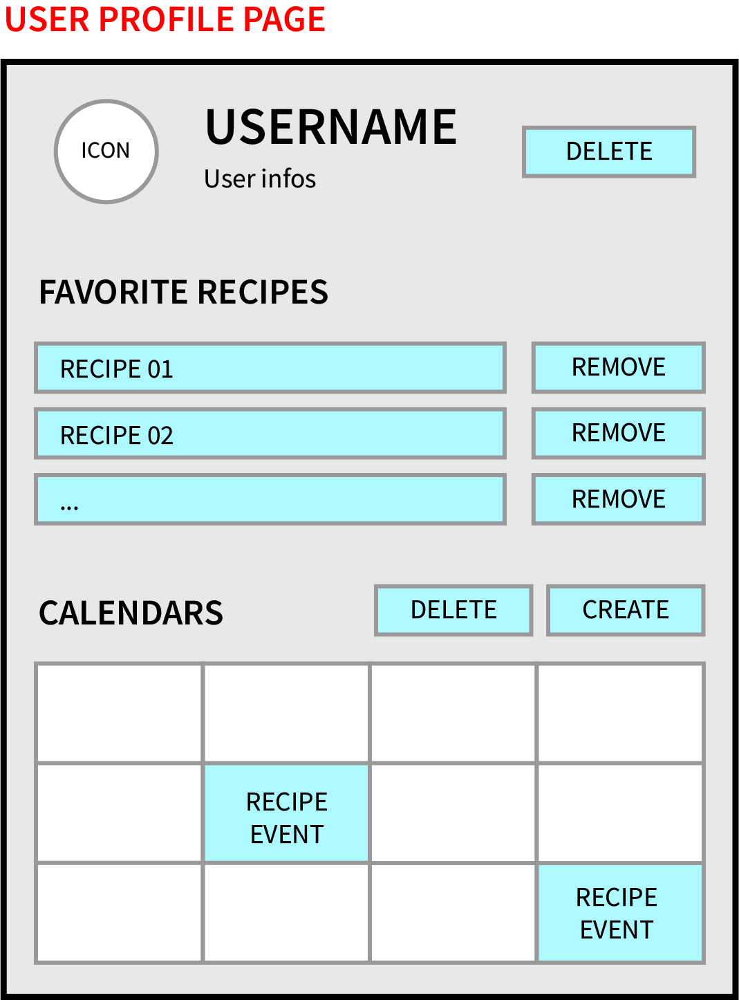 USER PROFILE PAGE
ICON
USERNAME
User infos
DELETE
FAVORITE RECIPES
RECIPE 01
REMOVE
RECIPE 02
REMOVE
...
REMOVE
CALENDARS
DELETE
CREATE
RECIPE
EVENT
RECIPE
EVENT